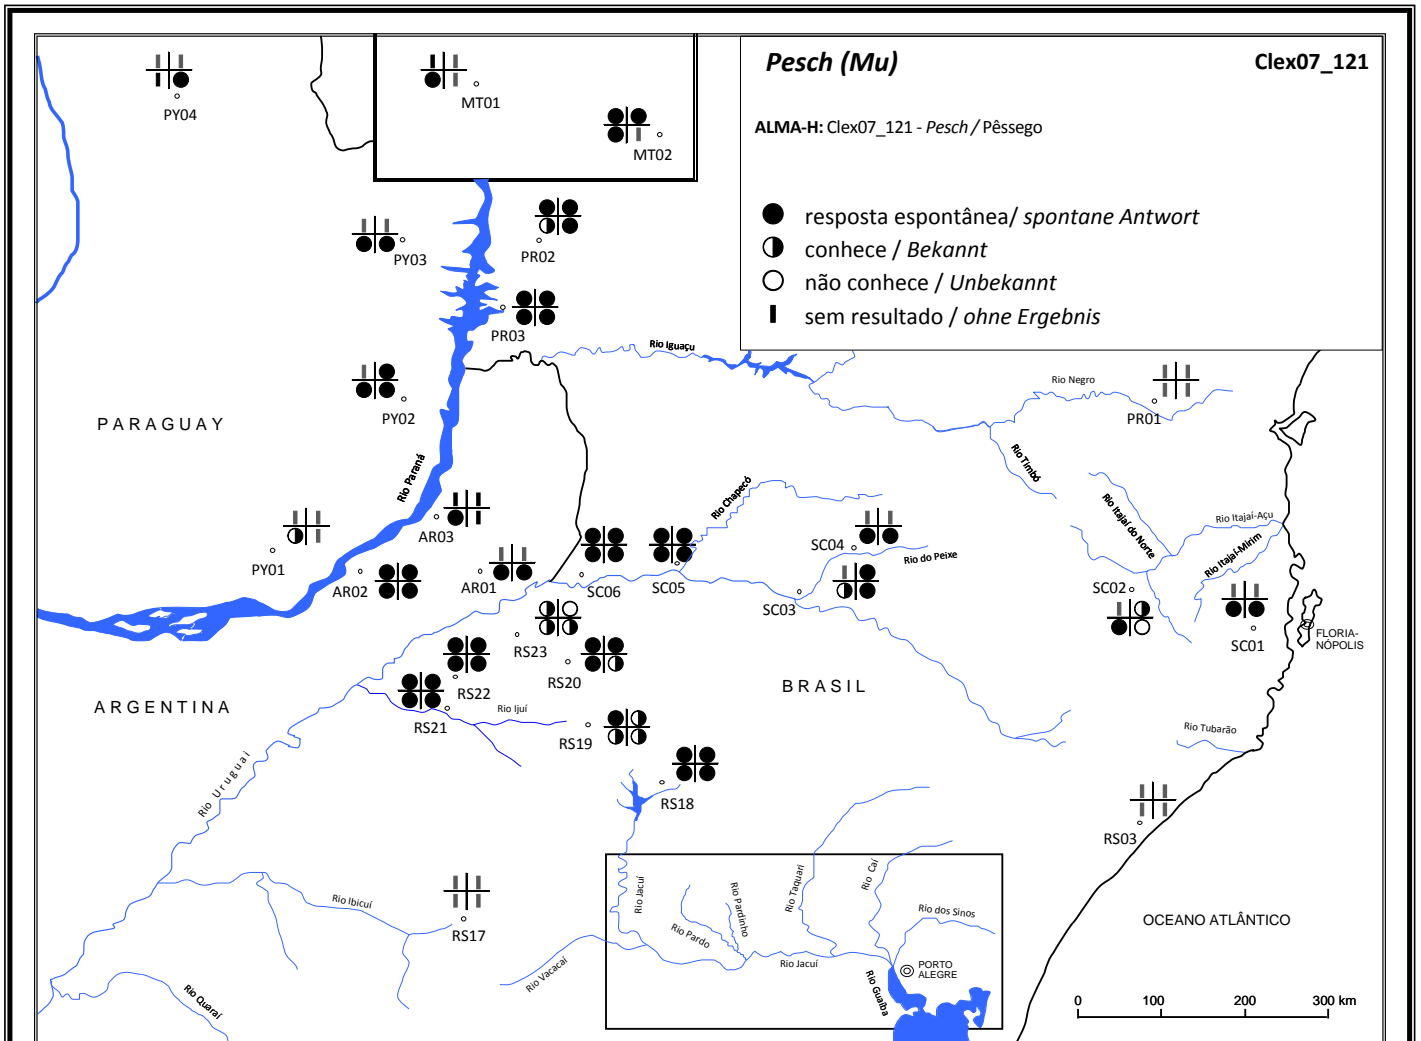 Pesch (Mu)
Clex07_121
ALMA-H: Clex07_121 - Pesch / Pêssego
resposta espontânea/ spontane Antwort
conhece / Bekannt
não conhece / Unbekannt
sem resultado / ohne Ergebnis
PY04
MT01
MT02
PY03
PR02
PR03
Rio Iguaçu
Rio Negro
PR01
PY02
PARAGUAY
Rio Paraná
Rio Timbó
Rio Chapecó
Rio Itajaí do Norte
Rio Itajaí-Açu
Rio Itajaí-Mirim
AR03
SC04
Rio do Peixe
PY01
AR02
AR01
SC06
SC05
SC03
SC02
SC01
FLORIA-
NÓPOLIS
RS23
RS20
RS22
BRASIL
ARGENTINA
RS21
Rio Ijuí
RS19
Rio Tubarão
Rio Uruguai
RS18
RS03
Rio Jacuí
Rio Pardinho
Rio Taquari
Rio Caí
Rio Ibicuí
RS17
Rio Pardo
Rio dos Sinos
OCEANO ATLÂNTICO
Rio Vacacaí
Rio Jacuí
PORTO
ALEGRE
Rio Guaíba
Rio Quaraí
0 100 200 300 km